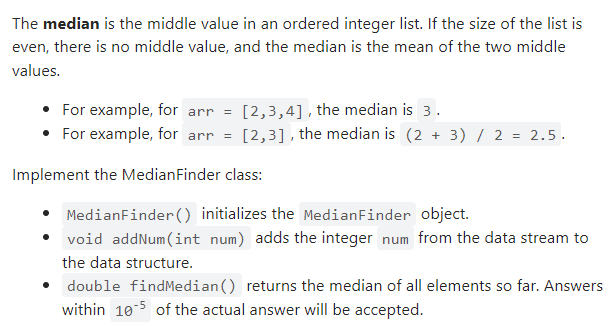 The median is the middle value in an ordered integer list. If the size of the list is
even, there is no middle value, and the median is the mean of the two middle
values.
• For example, for arr = [2,3,4], the median is 3.
• For example, for arr = [2,3], the median is (2 + 3) / 2 = 2.5.
Implement the MedianFinder class:
• MedianFinder() initializes the MedianFinder object.
• void addNum(int num) adds the integer num from the data stream to
the data structure.
• double findMedian() returns the median of all elements so far. Answers
within 10⁻⁵ of the actual answer will be accepted.